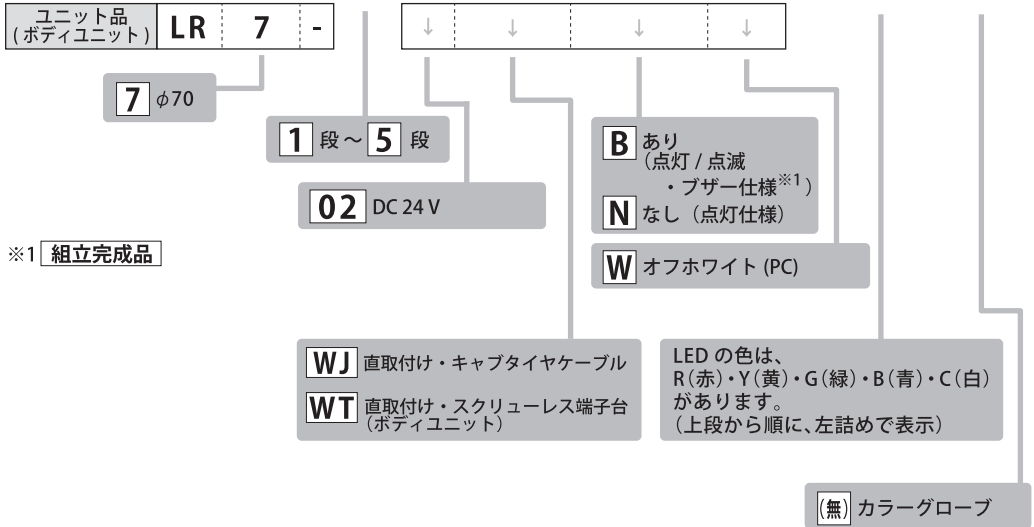 ユニット品
(ボディユニット)
LR 7 -
↓ ↓ ↓ ↓
7 φ70
1 段～ 5 段
02 DC 24 V
B あり
(点灯 / 点滅
・ブザー仕様※1)
N なし (点灯仕様)
W オフホワイト (PC)
※1 組立完成品
WJ 直取付け・キャブタイヤケーブル
WT 直取付け・スクリューレス端子台
(ボディユニット)
LED の色は、
R(赤)・Y(黄)・G(緑)・B(青)・C(白)
があります。
(上段から順に、左詰めで表示)
(無) カラーグローブ